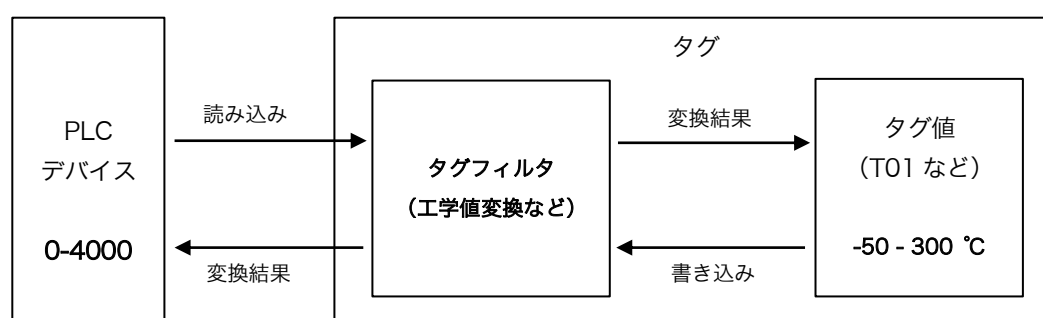 タグ
PLC
デバイス
0-4000
読み込み
変換結果
タグフィルタ
（工学値変換など）
変換結果
書き込み
タグ値
（T01 など）
-50 - 300 ℃